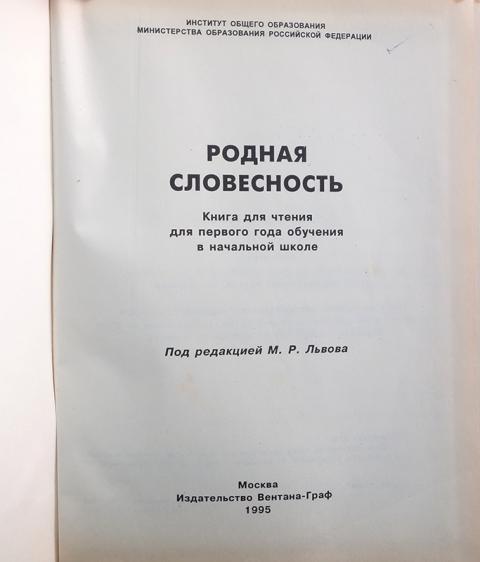 ИНСТИТУТ ОБЩЕГО ОБРАЗОВАНИЯ
МИНИСТЕРСТВА ОБРАЗОВАНИЯ РОССИЙСКОЙ ФЕДЕРАЦИИ
РОДНАЯ
СЛОВЕСНОСТЬ
Книга для чтения
для первого года обучения
в начальной школе
Под редакцией М. Р. Львова
Москва
Издательство Вентана-Граф
1995